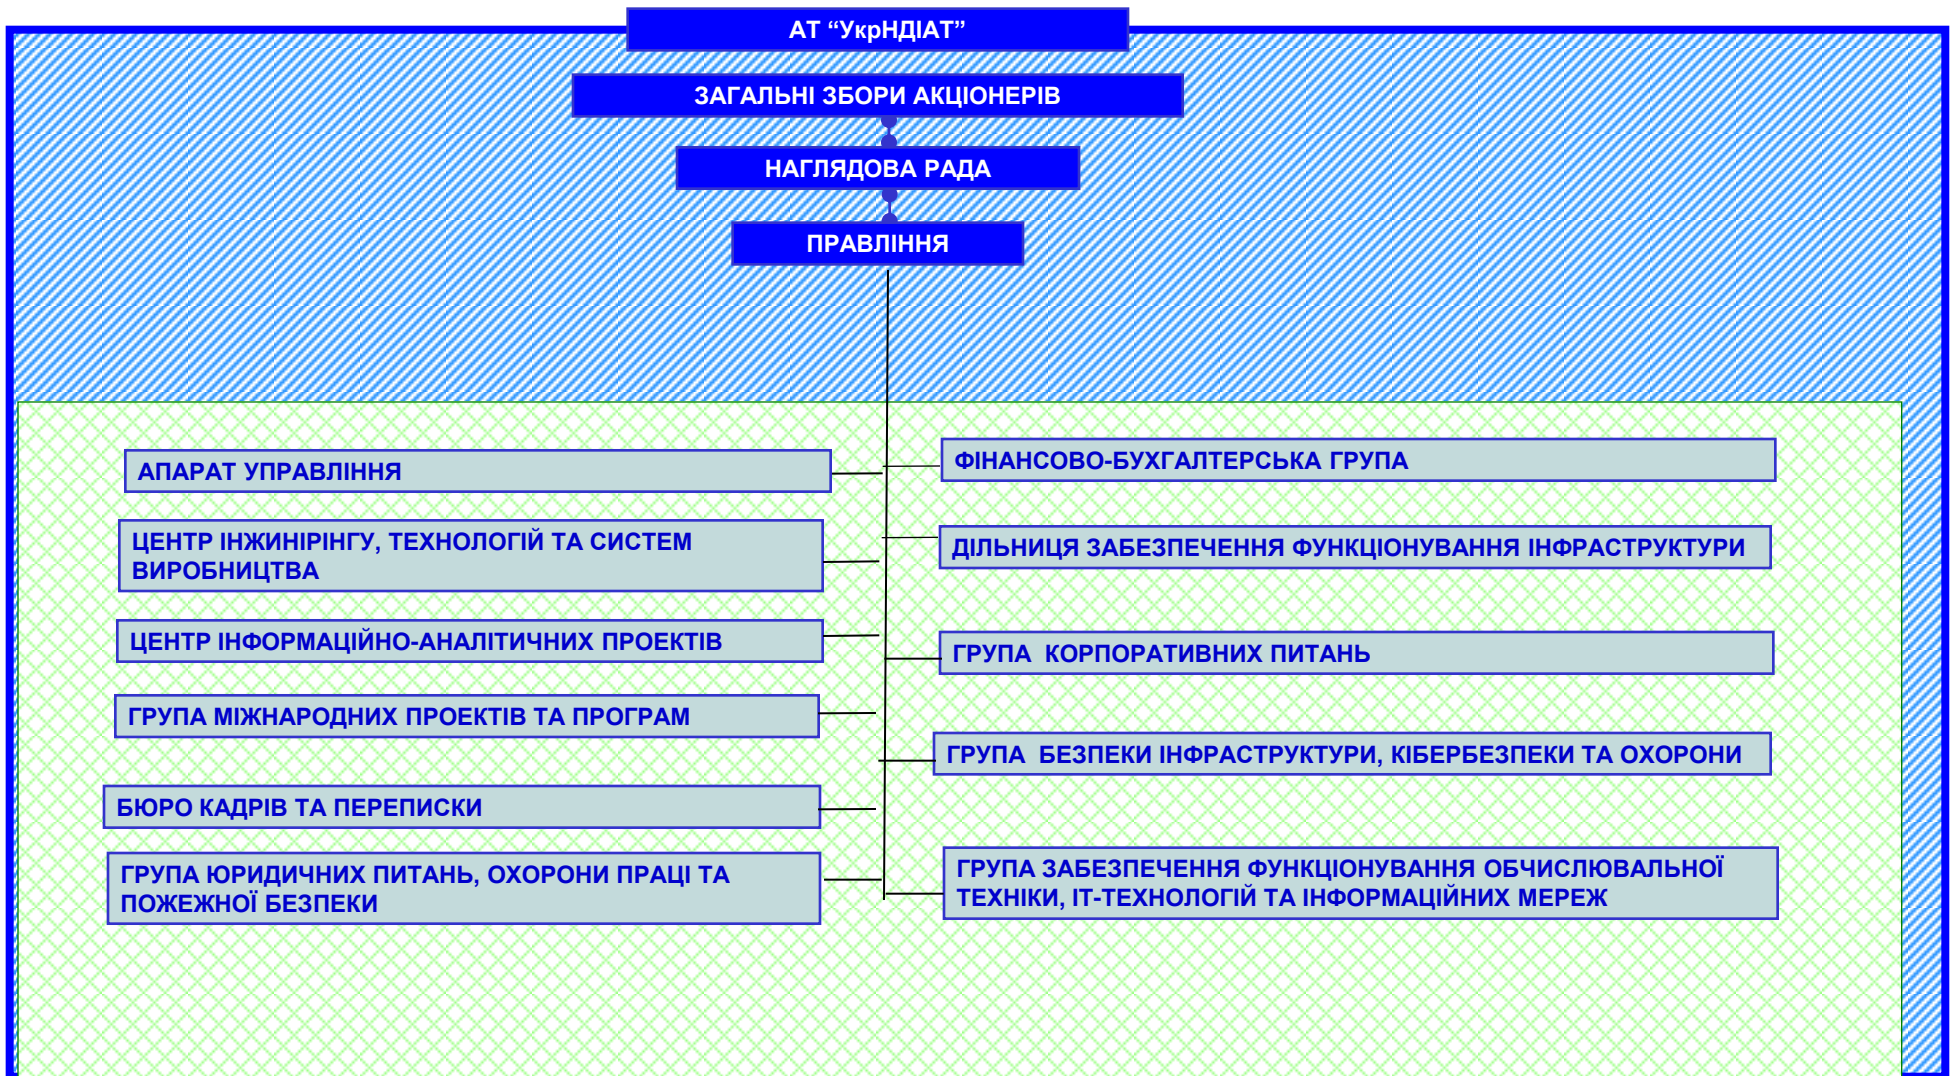 АТ “УкрНДІАТ”
ЗАГАЛЬНІ ЗБОРИ АКЦІОНЕРІВ
НАГЛЯДОВА РАДА
ПРАВЛІННЯ
АПАРАТ УПРАВЛІННЯ
ЦЕНТР ІНЖИНІРІНГУ, ТЕХНОЛОГІЙ ТА СИСТЕМ
ВИРОБНИЦТВА
ЦЕНТР ІНФОРМАЦІЙНО-АНАЛІТИЧНИХ ПРОЕКТІВ
ГРУПА МІЖНАРОДНИХ ПРОЕКТІВ ТА ПРОГРАМ
БЮРО КАДРІВ ТА ПЕРЕПИСКИ
ГРУПА ЮРИДИЧНИХ ПИТАНЬ, ОХОРОНИ ПРАЦІ ТА
ПОЖЕЖНОЇ БЕЗПЕКИ
ФІНАНСОВО-БУХГАЛТЕРСЬКА ГРУПА
ДІЛЬНИЦЯ ЗАБЕЗПЕЧЕННЯ ФУНКЦІОНУВАННЯ ІНФРАСТРУКТУРИ
ГРУПА КОРПОРАТИВНИХ ПИТАНЬ
ГРУПА БЕЗПЕКИ ІНФРАСТРУКТУРИ, КІБЕРБЕЗПЕКИ ТА ОХОРОНИ
ГРУПА ЗАБЕЗПЕЧЕННЯ ФУНКЦІОНУВАННЯ ОБЧИСЛЮВАЛЬНОЇ
ТЕХНІКИ, ІТ-ТЕХНОЛОГІЙ ТА ІНФОРМАЦІЙНИХ МЕРЕЖ